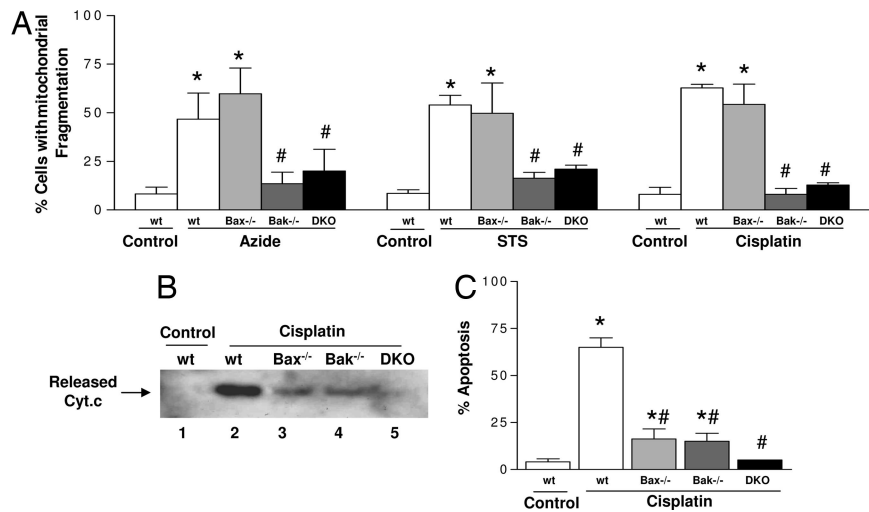 A
% Cells with mitochondrial
Fragmentation
75
50
25
0
* * # #
* * # #
* * # #
wt wt Bax-/- Bak-/- DKO
wt wt Bax-/- Bak-/- DKO
wt wt Bax-/- Bak-/- DKO
Control Azide
Control STS
Control Cisplatin
B
Control Cisplatin
wt wt Bax-/- Bak-/- DKO
Released
Cyt.c
1 2 3 4 5
C
% Apoptosis
100
75
50
25
0
* *# *# #
wt wt Bax-/- Bak-/- DKO
Control Cisplatin